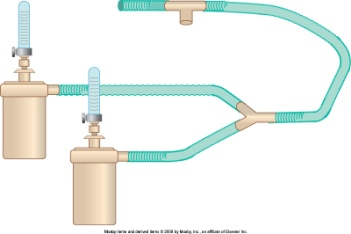 Mosby items and derived items © 2009 by Mosby, Inc., an affiliate of Elsevier Inc.